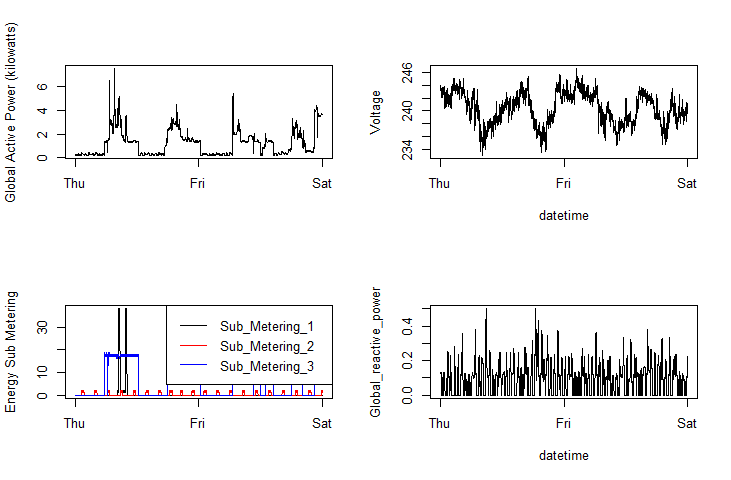 Global Active Power (kilowatts)
0 2 4 6
Thu Fri Sat
Voltage
234 240 246
Thu Fri Sat
datetime
Energy Sub Metering
0 10 30
Sub_Metering_1
Sub_Metering_2
Sub_Metering_3
Thu Fri Sat
Global_reactive_power
0.0 0.2 0.4
Thu Fri Sat
datetime